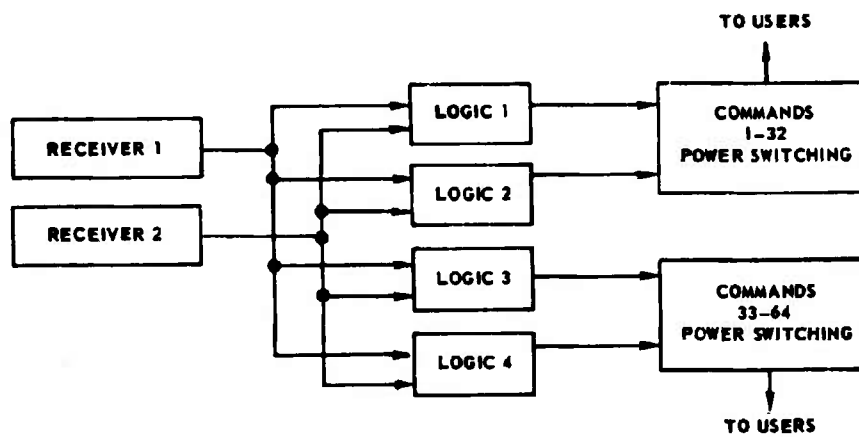 TO USERS
LOGIC 1
COMMANDS
1-32
POWER SWITCHING
RECEIVER 1
LOGIC 2
RECEIVER 2
LOGIC 3
COMMANDS
33-64
POWER SWITCHING
LOGIC 4
TO USERS